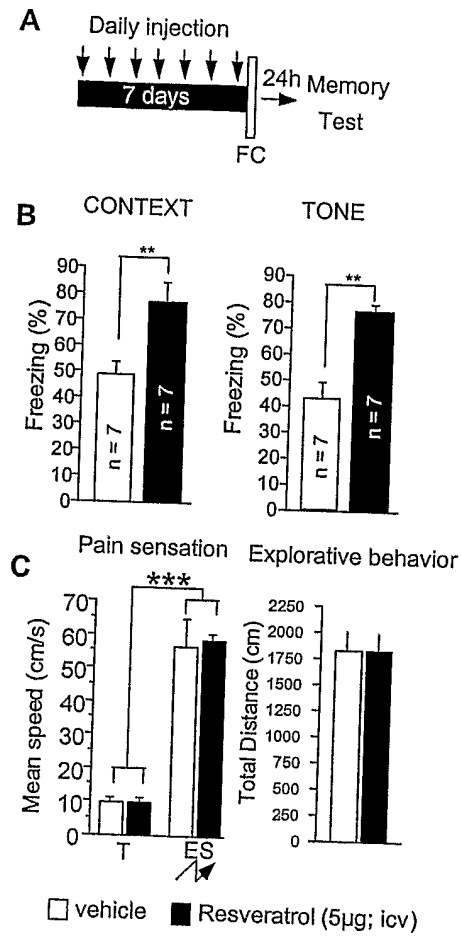 A
Daily injection
7 days
24h Memory
Test
FC
B
CONTEXT
TONE
**
**
Freezing (%)
90
80
70
60
50
40
30
20
10
0
n = 7
n = 7
Freezing (%)
90
80
70
60
50
40
30
20
10
0
n = 7
n = 7
C
Pain sensation
Explorative behavior
***
Mean speed (cm/s)
70
60
50
40
30
20
10
0
T
ES
Total Distance (cm)
2250
2000
1750
1500
1250
1000
750
500
250
0
vehicle
Resveratrol (5µg; icv)